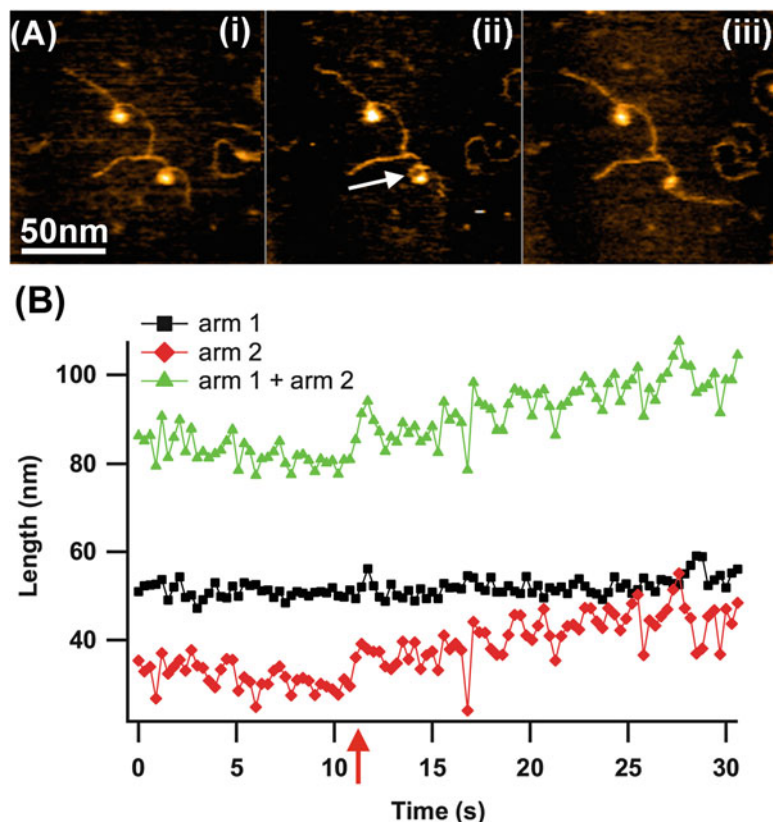 (A) (i) (ii) (iii)
50nm
(B)
arm 1
arm 2
arm 1 + arm 2
100
80
60
40
Length (nm)
0 5 10 15 20 25 30
Time (s)